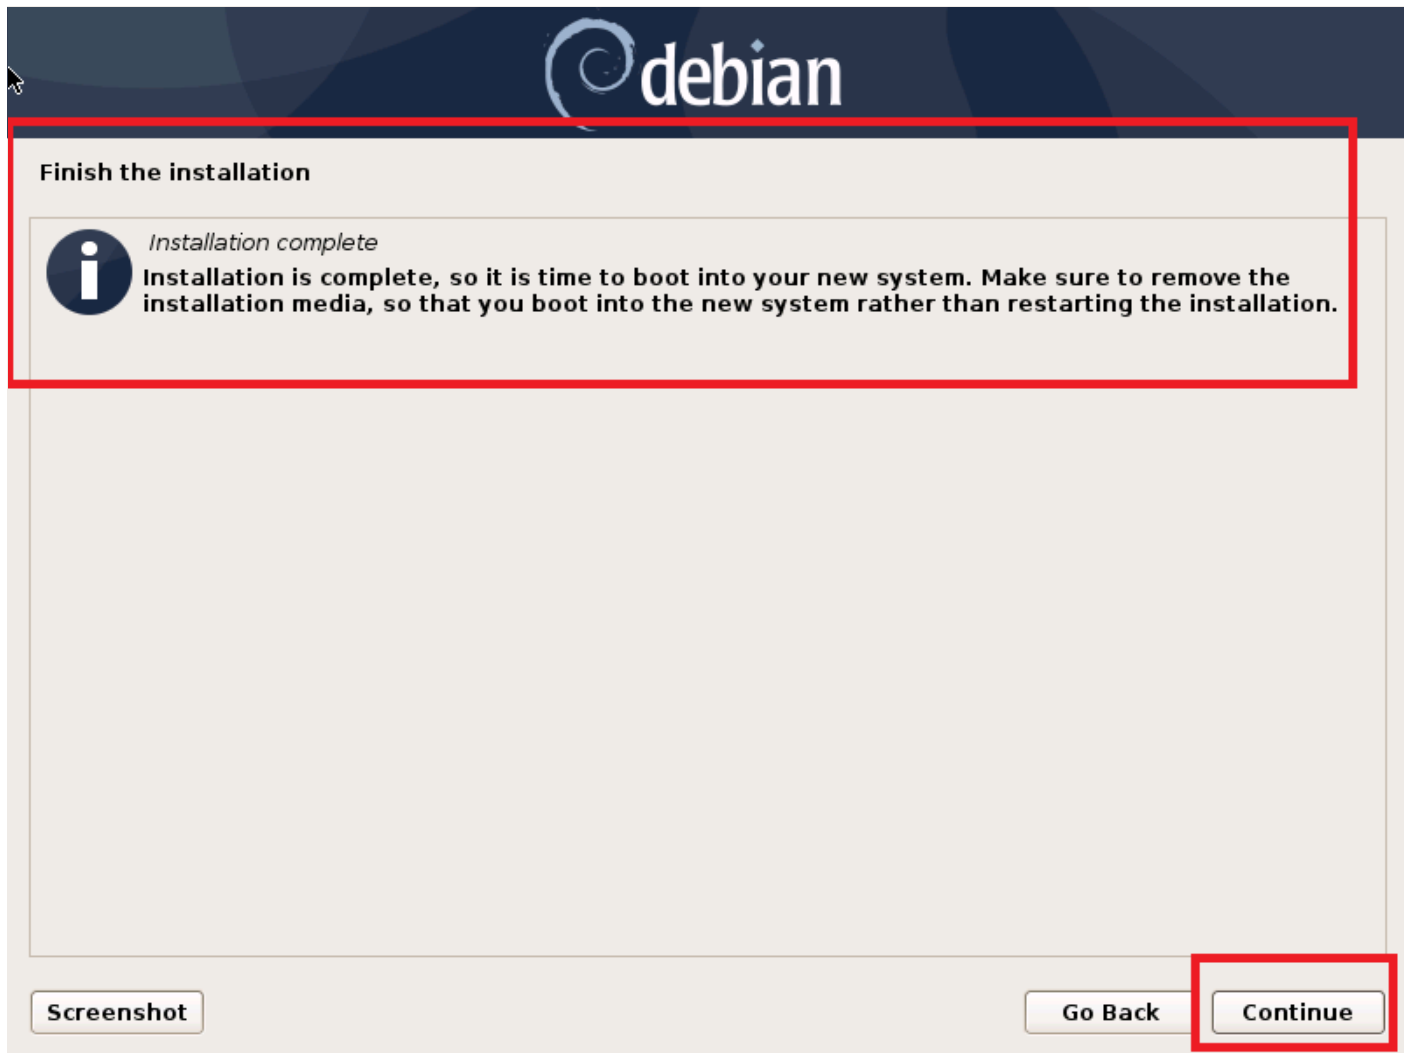 debian
Finish the installation
Installation complete
Installation is complete, so it is time to boot into your new system. Make sure to remove the
installation media, so that you boot into the new system rather than restarting the installation.
Screenshot
Go Back
Continue